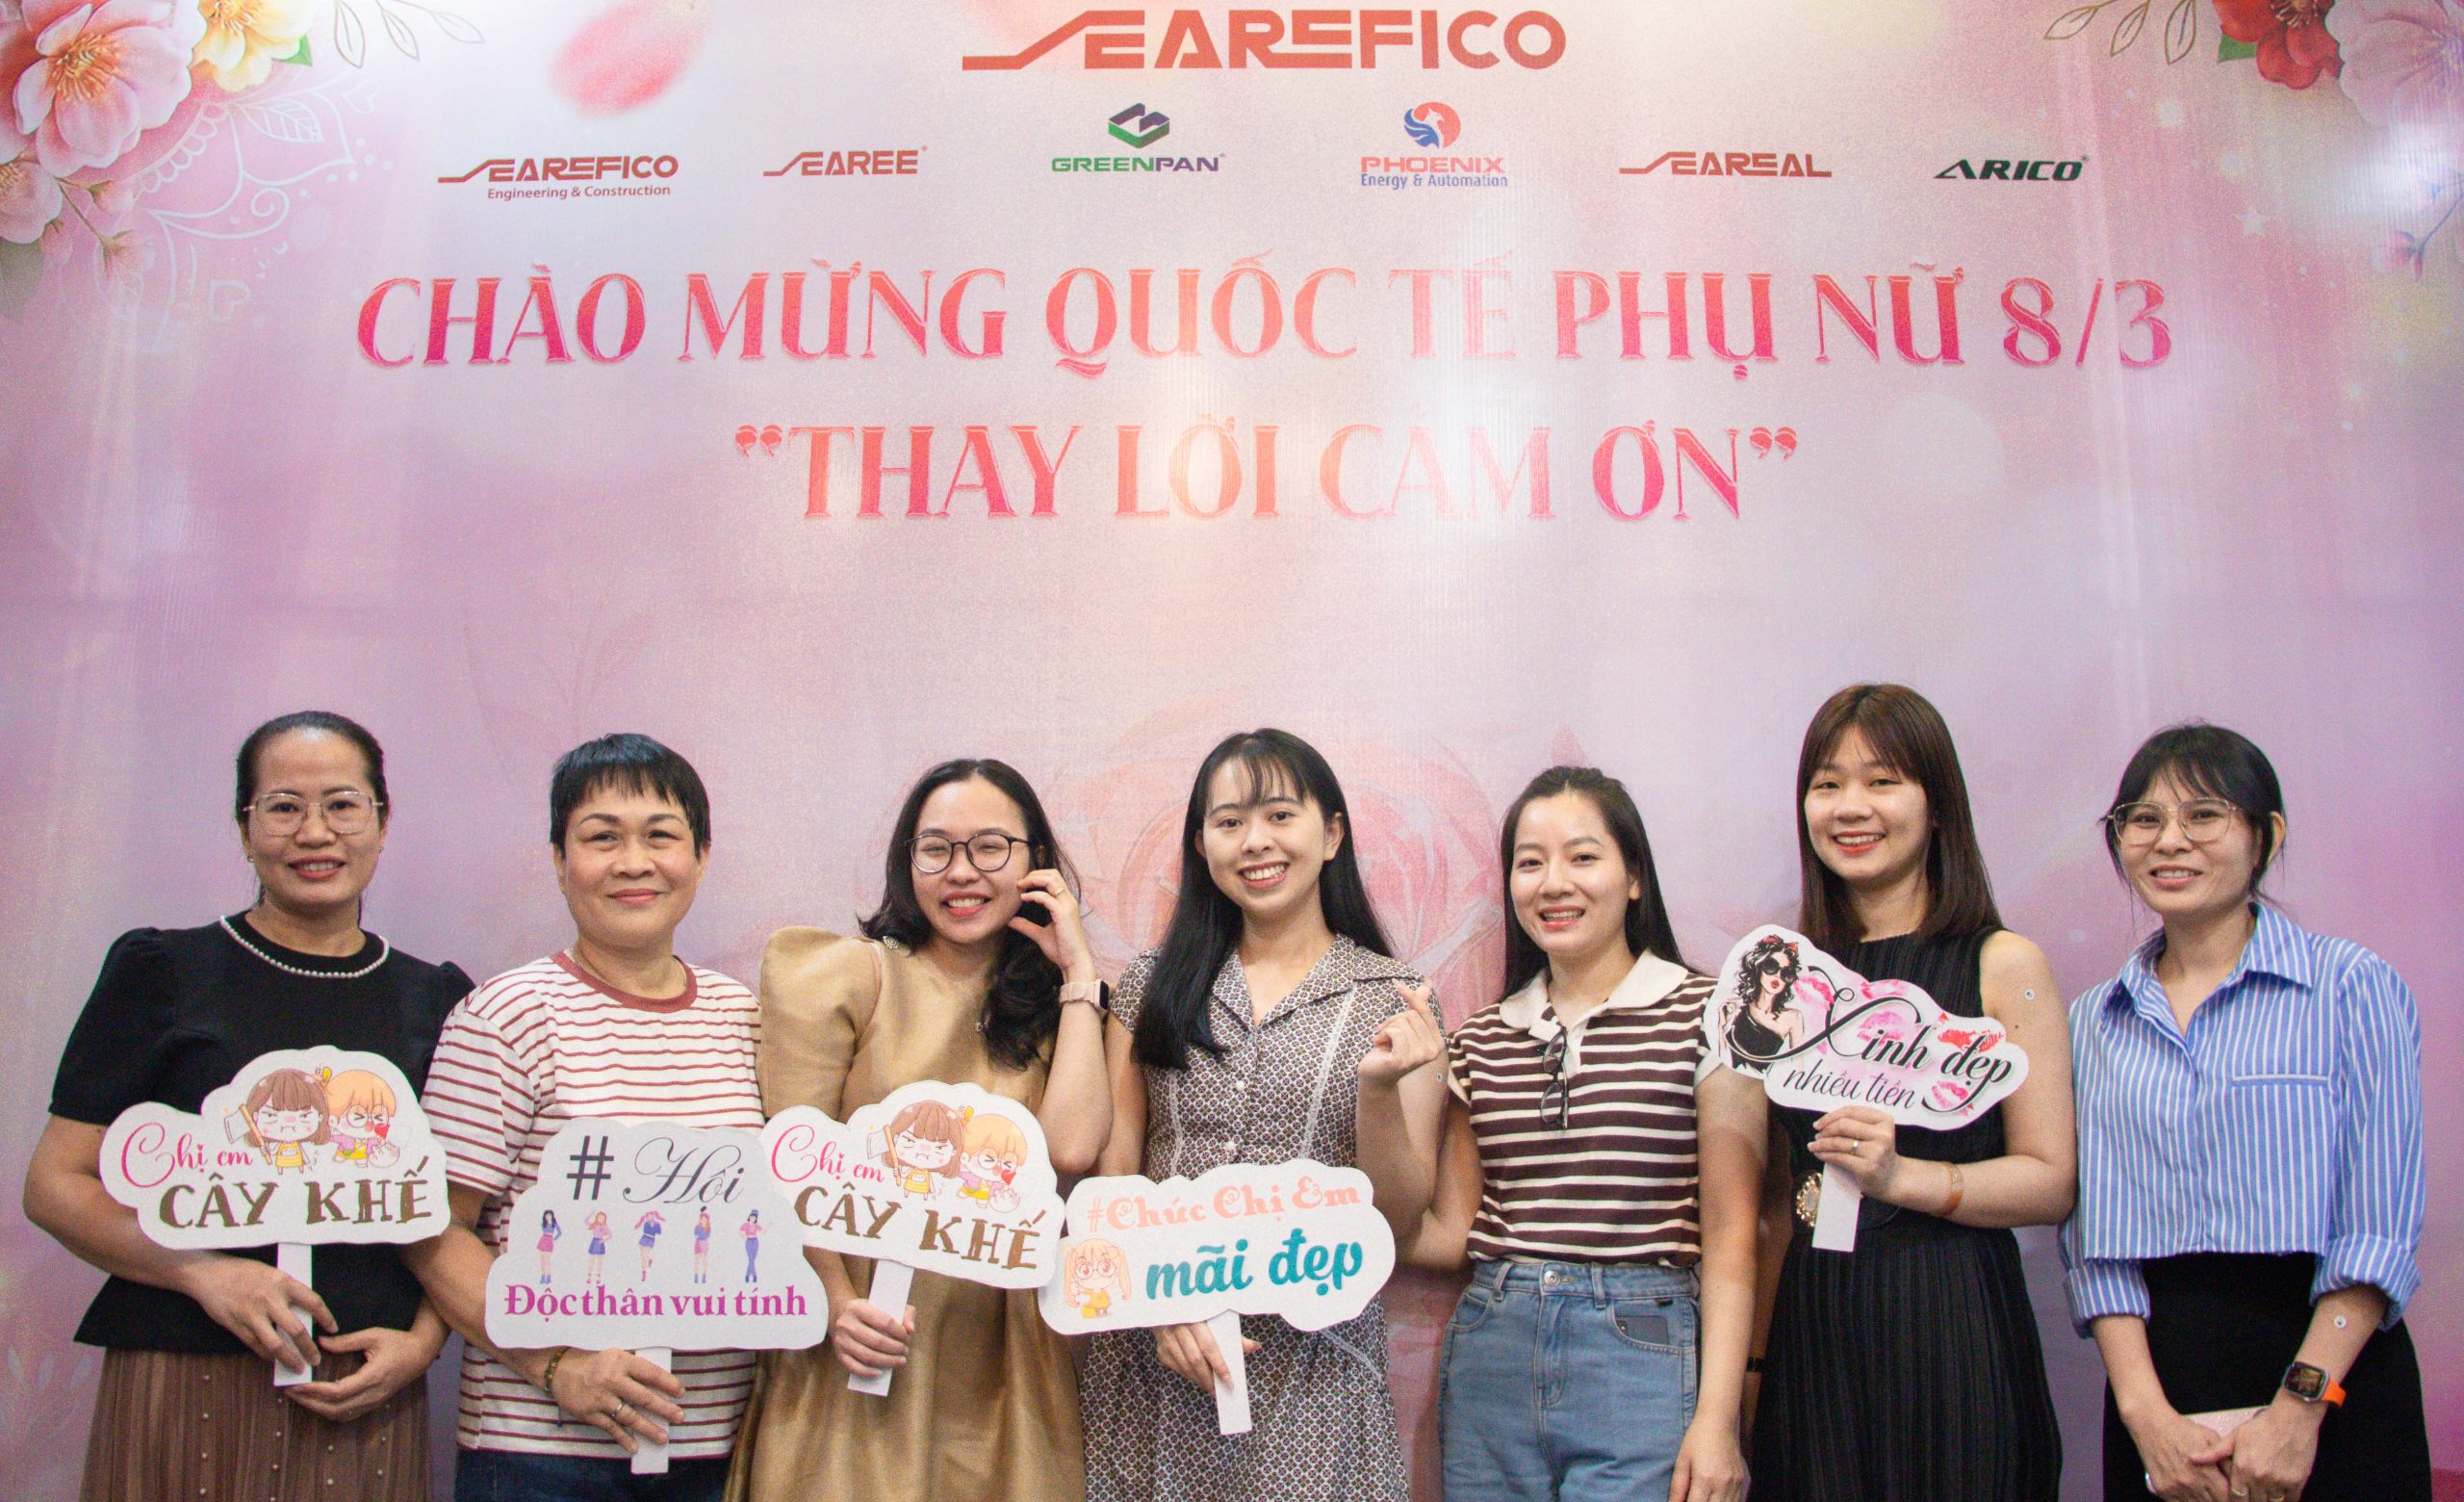 SEAREFICO
SEAREFICO
Engineering & Construction
SEAREE®
GREENPAN®
PHOENIX
Energy & Automation
SEAREAL
ARICO®
CHÀO MỪNG QUỐC TẾ PHỤ NỮ 8/3
“THAY LỜI CẢM ƠN”
Chị em
CÂY KHẾ
# Hội
Độc thân vui tính
Chị em
CÂY KHẾ
#Chúc Chị Em
mãi đẹp
Xinh đẹp
nhiều tiền